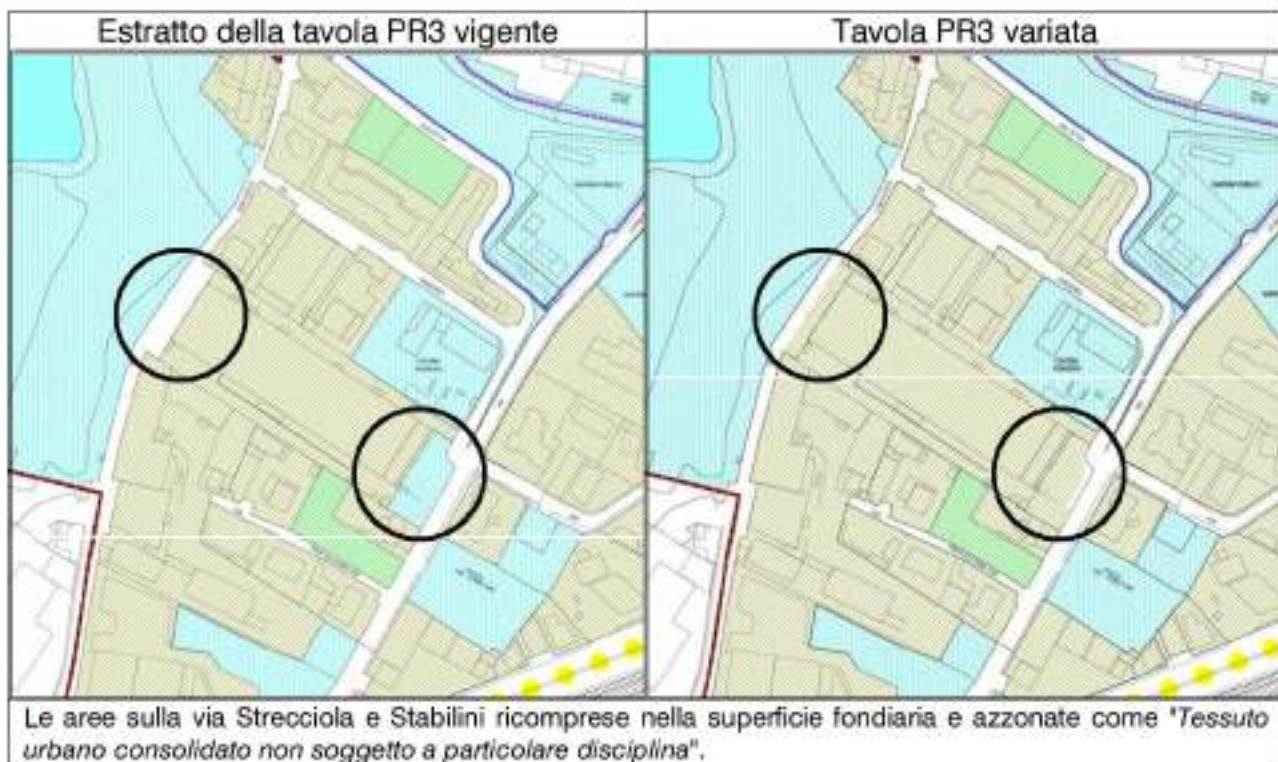 Estratto della tavola PR3 vigente
Tavola PR3 variata
Le aree sulla via Strecciola e Stabilini ricomprese nella superficie fondiaria e azzonate come "Tessuto
urbano consolidato non soggetto a particolare disciplina".